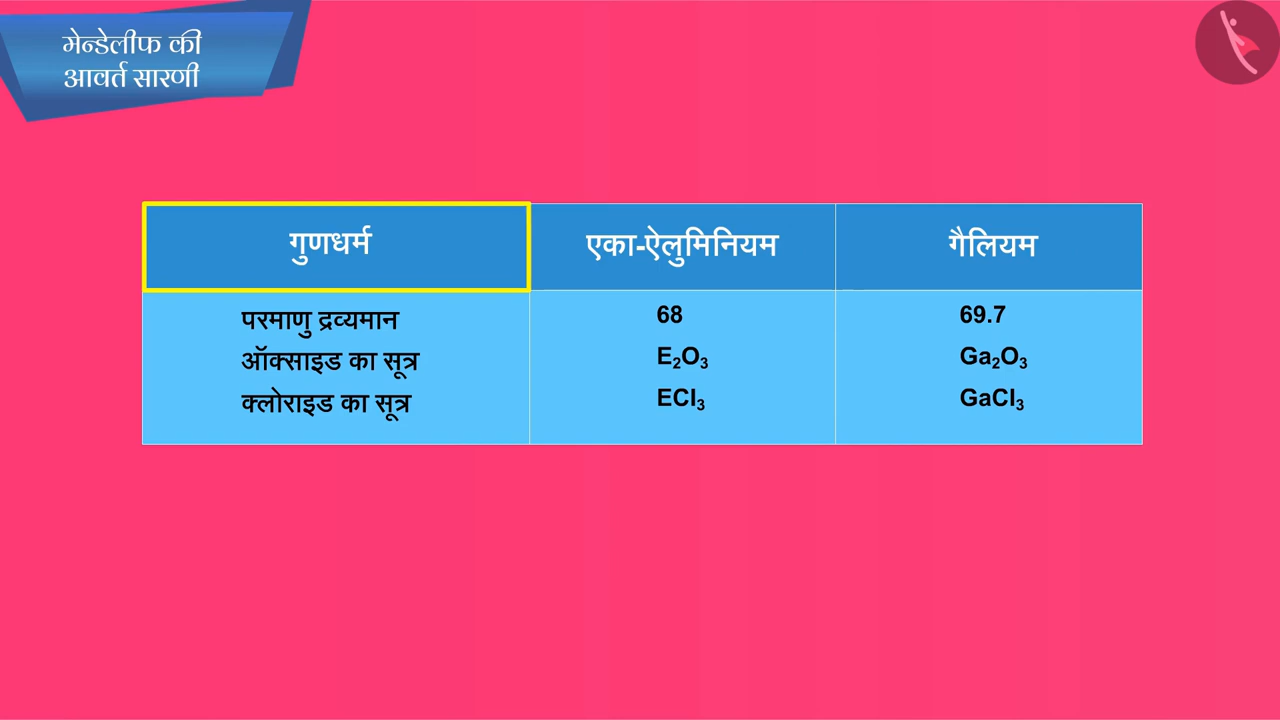 मेन्डेलीफ की
आवर्त सारणी
गुणधर्म एका-ऐलुमिनियम गैलियम
परमाणु द्रव्यमान 68 69.7
ऑक्साइड का सूत्र E₂O₃ Ga₂O₃
क्लोराइड का सूत्र ECl₃ GaCl₃